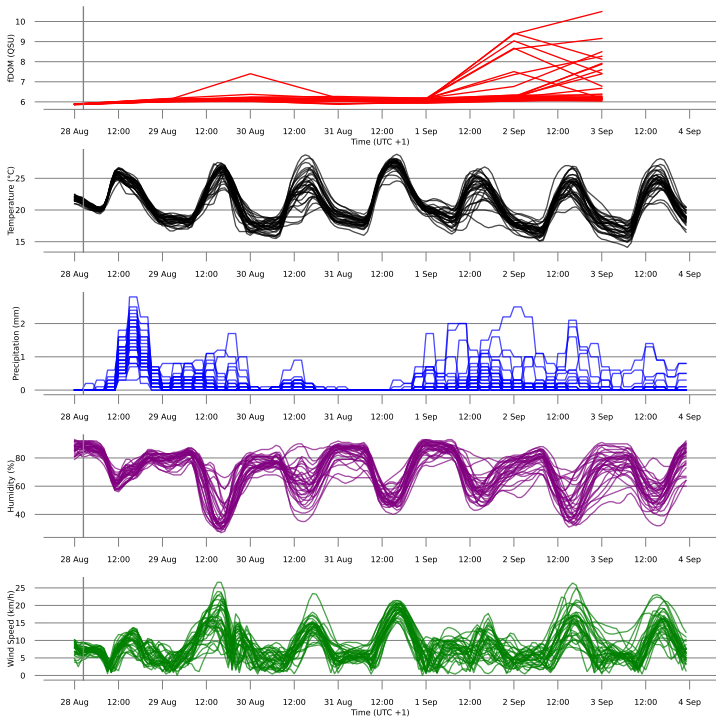 10
9
8
7
6
fDOM (QSU)
28 Aug 12:00 29 Aug 12:00 30 Aug 12:00 31 Aug 12:00 1 Sep 12:00 2 Sep 12:00 3 Sep 12:00 4 Sep
Time (UTC +1)
25
20
15
Temperature (°C)
28 Aug 12:00 29 Aug 12:00 30 Aug 12:00 31 Aug 12:00 1 Sep 12:00 2 Sep 12:00 3 Sep 12:00 4 Sep
2
1
0
Precipitation (mm)
28 Aug 12:00 29 Aug 12:00 30 Aug 12:00 31 Aug 12:00 1 Sep 12:00 2 Sep 12:00 3 Sep 12:00 4 Sep
80
60
40
Humidity (%)
28 Aug 12:00 29 Aug 12:00 30 Aug 12:00 31 Aug 12:00 1 Sep 12:00 2 Sep 12:00 3 Sep 12:00 4 Sep
25
20
15
10
5
0
Wind Speed (km/h)
28 Aug 12:00 29 Aug 12:00 30 Aug 12:00 31 Aug 12:00 1 Sep 12:00 2 Sep 12:00 3 Sep 12:00 4 Sep
Time (UTC +1)